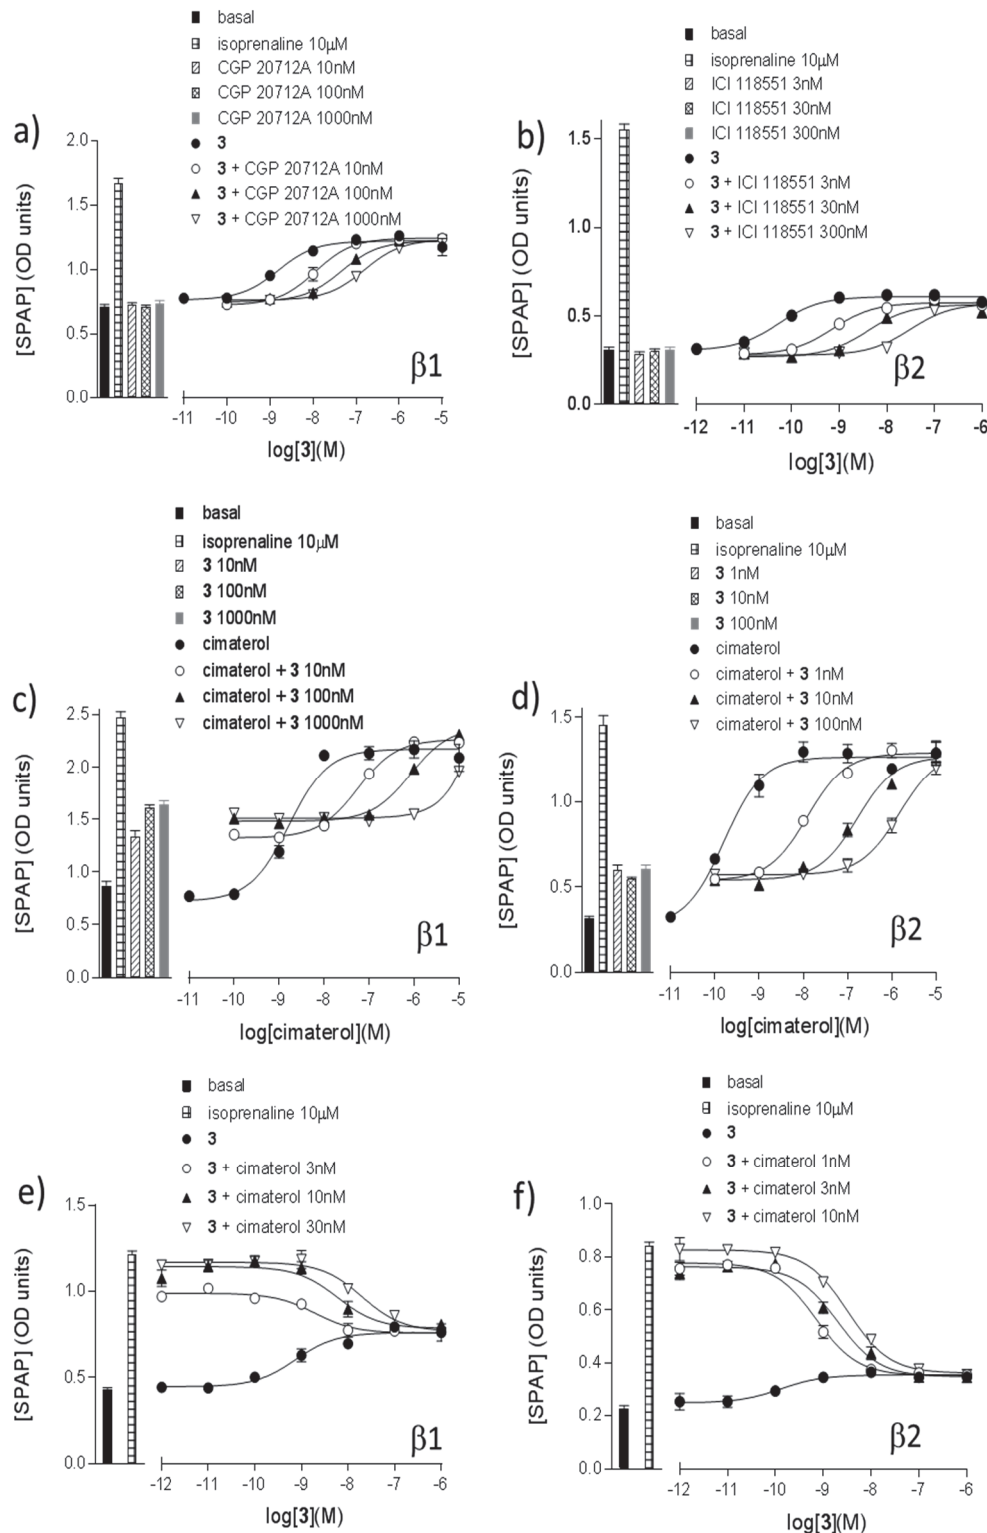 a)
basal
isoprenaline 10µM
CGP 20712A 10nM
CGP 20712A 100nM
CGP 20712A 1000nM
3
3 + CGP 20712A 10nM
3 + CGP 20712A 100nM
3 + CGP 20712A 1000nM
[SPAP] (OD units)
2.0
1.5
1.0
0.5
0.0
β1
-11 -10 -9 -8 -7 -6 -5
log[3](M)
b)
basal
isoprenaline 10µM
ICI 118551 3nM
ICI 118551 30nM
ICI 118551 300nM
3
3 + ICI 118551 3nM
3 + ICI 118551 30nM
3 + ICI 118551 300nM
[SPAP] (OD units)
1.5
1.0
0.5
0.0
β2
-12 -11 -10 -9 -8 -7 -6
log[3](M)
c)
basal
isoprenaline 10µM
3 10nM
3 100nM
3 1000nM
cimaterol
cimaterol + 3 10nM
cimaterol + 3 100nM
cimaterol + 3 1000nM
[SPAP] (OD units)
2.5
2.0
1.5
1.0
0.5
0.0
β1
-11 -10 -9 -8 -7 -6 -5
log[cimaterol](M)
d)
basal
isoprenaline 10µM
3 1nM
3 10nM
3 100nM
cimaterol
cimaterol + 3 1nM
cimaterol + 3 10nM
cimaterol + 3 100nM
[SPAP] (OD units)
1.5
1.0
0.5
0.0
β2
-11 -10 -9 -8 -7 -6 -5
log[cimaterol](M)
e)
basal
isoprenaline 10µM
3
3 + cimaterol 3nM
3 + cimaterol 10nM
3 + cimaterol 30nM
[SPAP] (OD units)
1.5
1.0
0.5
0.0
β1
-12 -11 -10 -9 -8 -7 -6
log[3](M)
f)
basal
isoprenaline 10µM
3
3 + cimaterol 1nM
3 + cimaterol 3nM
3 + cimaterol 10nM
[SPAP] (OD units)
1.0
0.8
0.6
0.4
0.2
0.0
β2
-12 -11 -10 -9 -8 -7 -6
log[3](M)